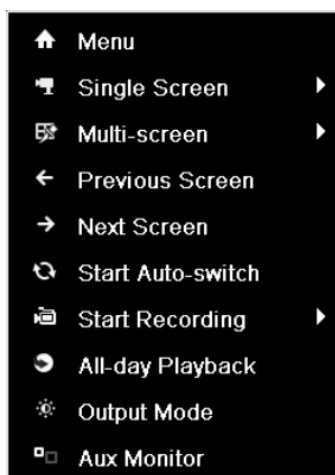 Menu
Single Screen
Multi-screen
Previous Screen
Next Screen
Start Auto-switch
Start Recording
All-day Playback
Output Mode
Aux Monitor